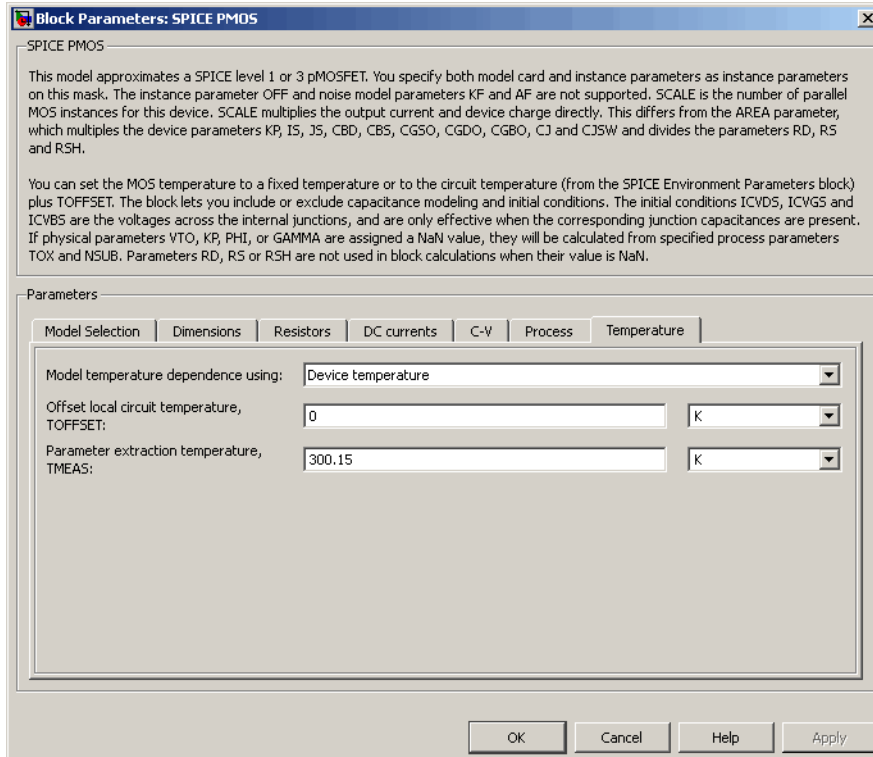 Block Parameters: SPICE PMOS
SPICE PMOS
This model approximates a SPICE level 1 or 3 pMOSFET. You specify both model card and instance parameters as instance parameters
on this mask. The instance parameter OFF and noise model parameters KF and AF are not supported. SCALE is the number of parallel
MOS instances for this device. SCALE multiplies the output current and device charge directly. This differs from the AREA parameter,
which multiples the device parameters KP, IS, JS, CBD, CBS, CGSO, CGDO, CGBO, CJ and CJSW and divides the parameters RD, RS
and RSH.
You can set the MOS temperature to a fixed temperature or to the circuit temperature (from the SPICE Environment Parameters block)
plus TOFFSET. The block lets you include or exclude capacitance modeling and initial conditions. The initial conditions ICVDS, ICVGS and
ICVBS are the voltages across the internal junctions, and are only effective when the corresponding junction capacitances are present.
If physical parameters VTO, KP, PHI, or GAMMA are assigned a NaN value, they will be calculated from specified process parameters
TOX and NSUB. Parameters RD, RS or RSH are not used in block calculations when their value is NaN.
Parameters
Model Selection Dimensions Resistors DC currents C-V Process Temperature
Model temperature dependence using: Device temperature
Offset local circuit temperature,
TOFFSET: 0 K
Parameter extraction temperature,
TMEAS: 300.15 K
OK Cancel Help Apply